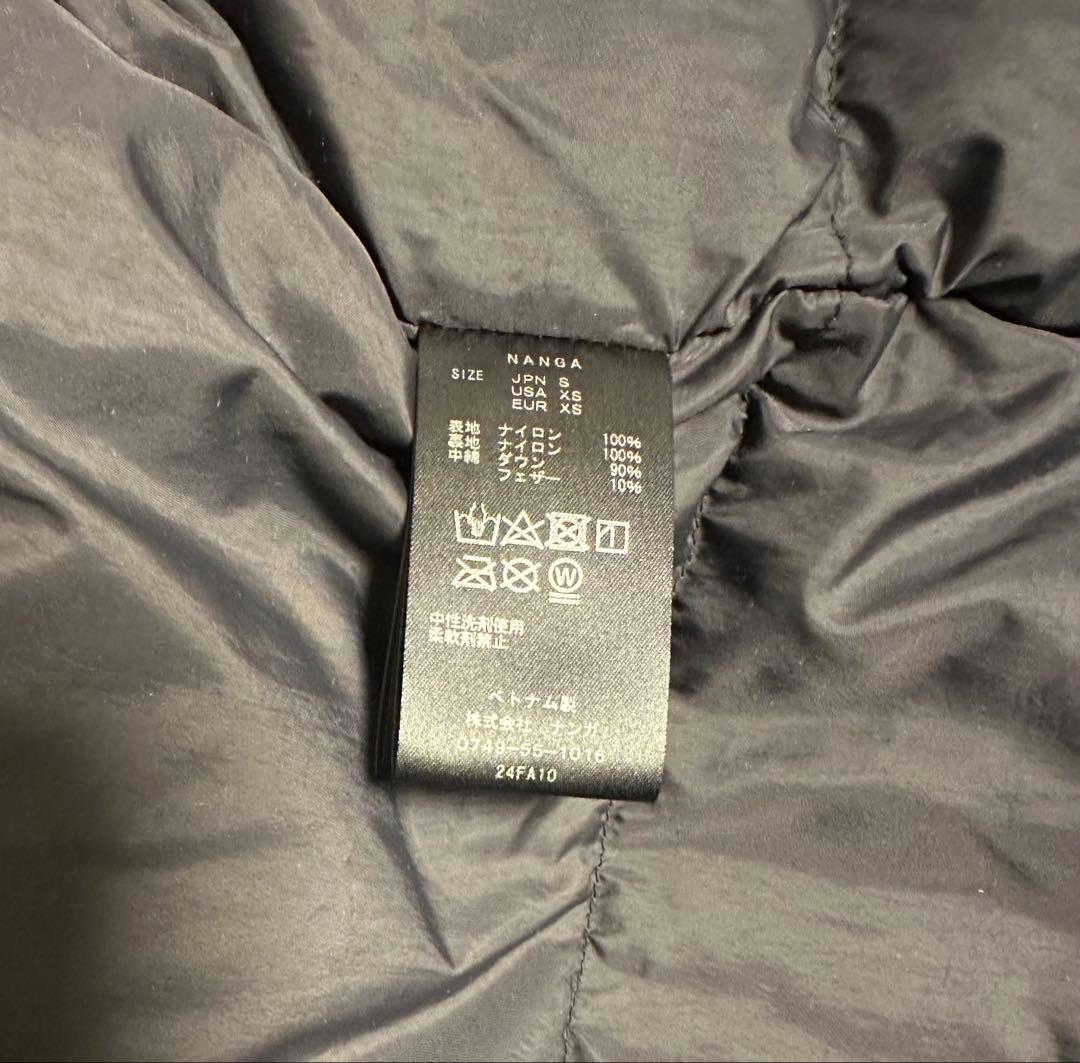 NANGA
SIZE JPN S
USA XS
EUR XS
表地 ナイロン 100%
裏地 ナイロン 100%
中綿 ダウン 90%
フェザー 10%
W
中性洗剤使用
柔軟剤禁止
ベトナム製
株式会社 ナンガ
0749-55-1016
24FA10